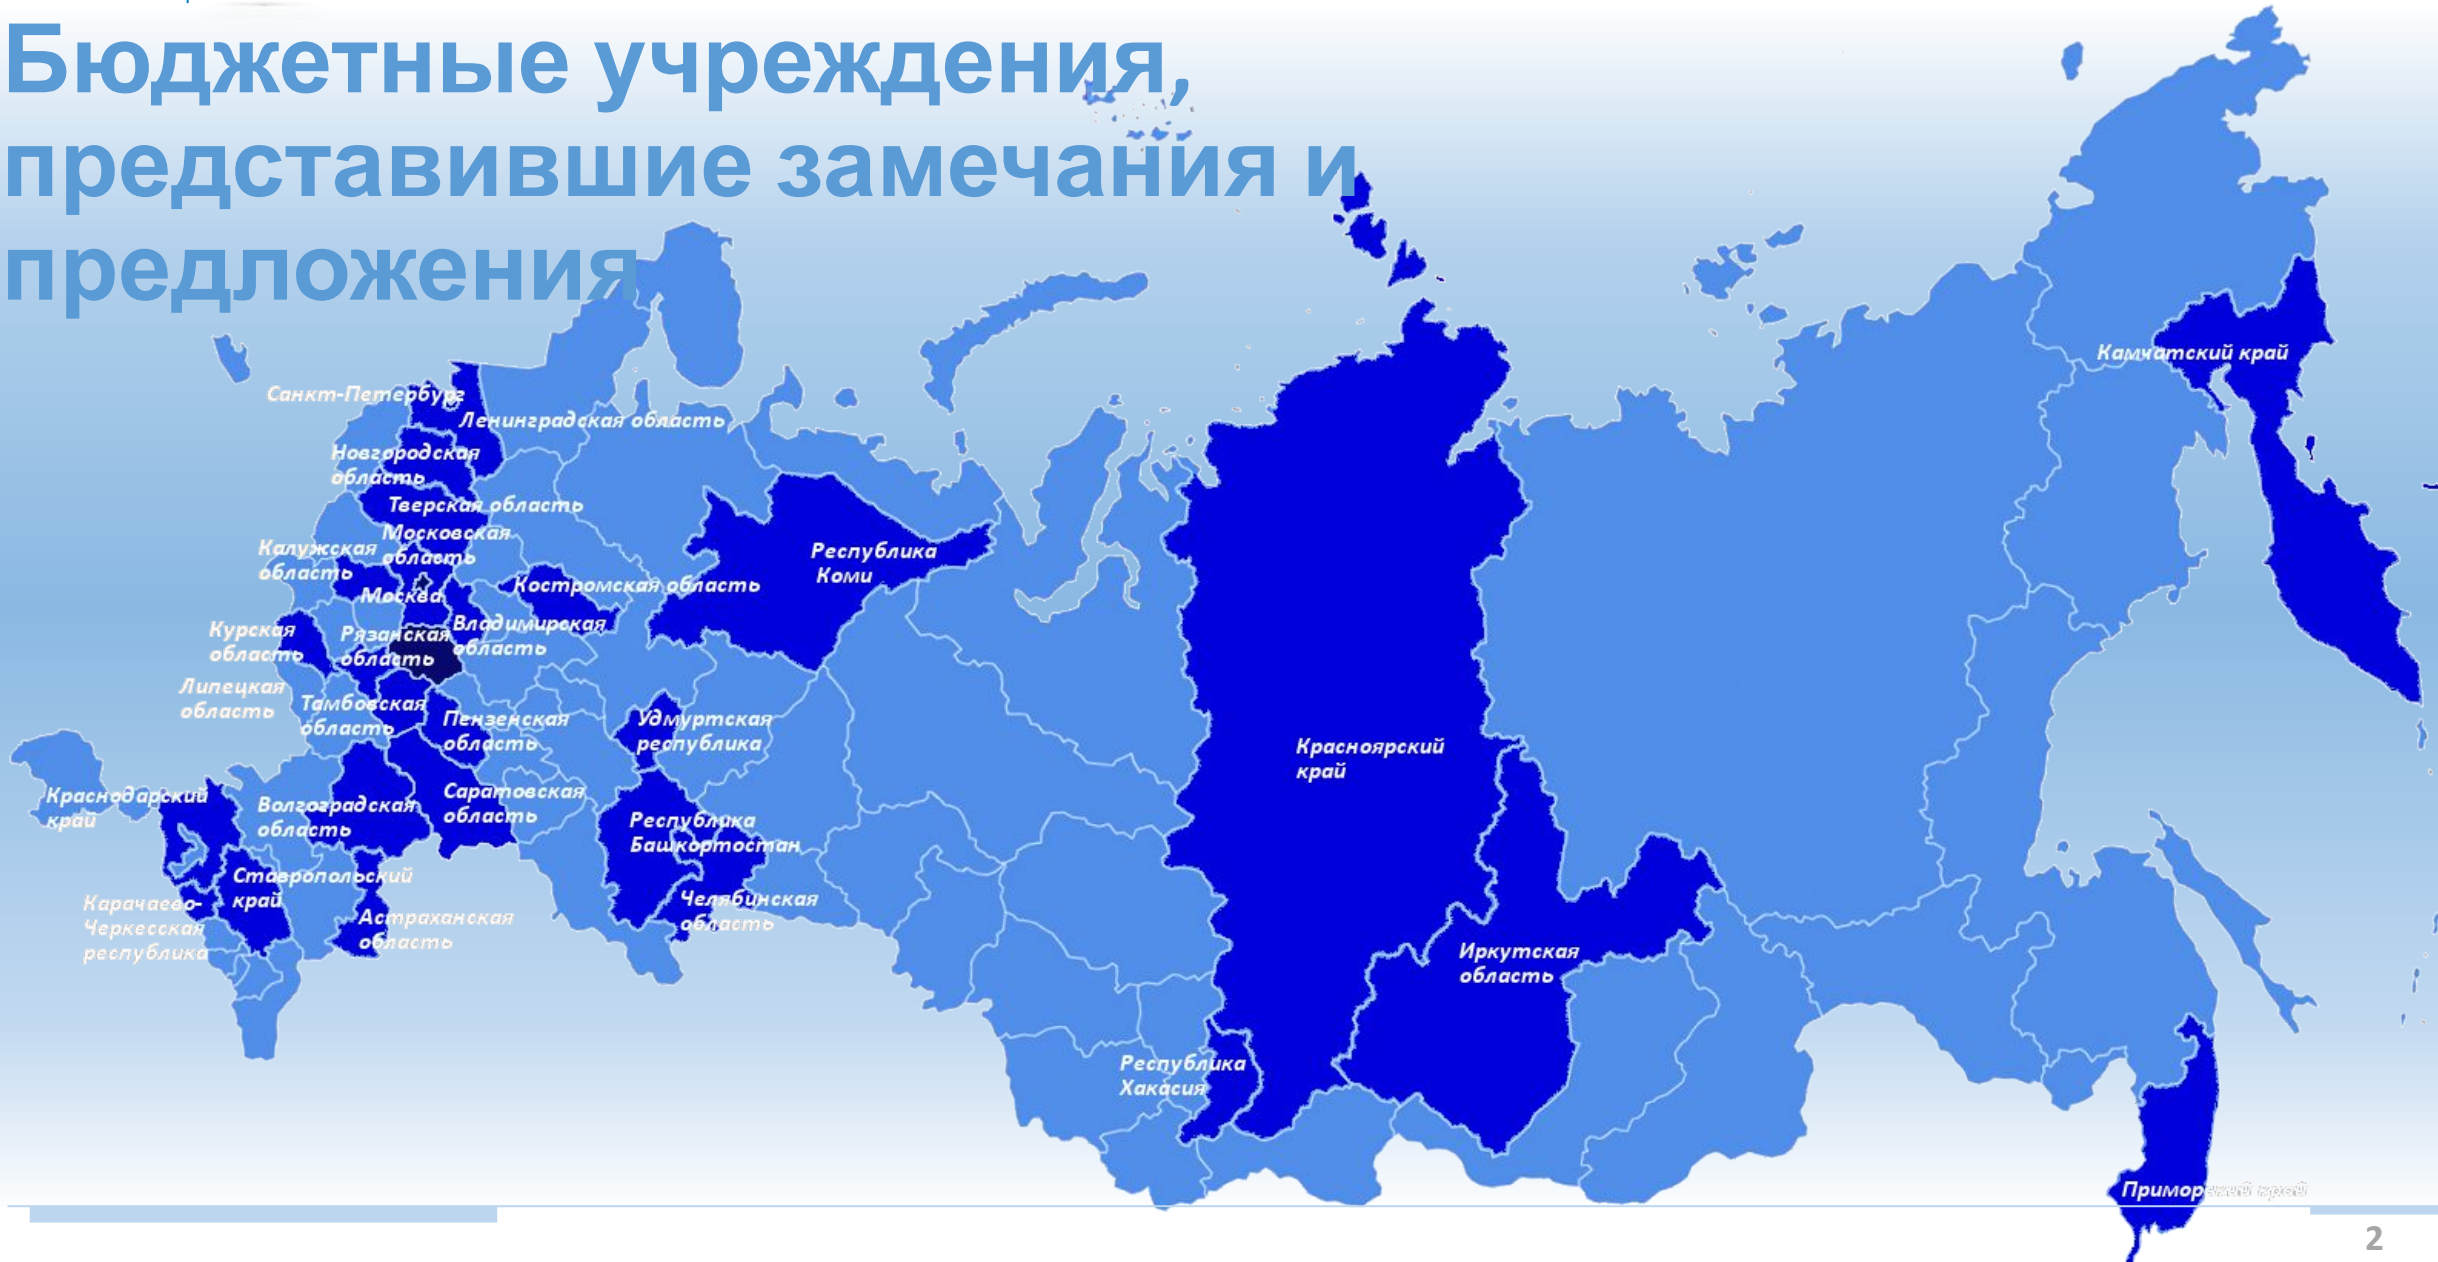 Бюджетные учреждения,
представившие замечания и
предложения
Санкт-Петербург
Ленинградская область
Новгородская
область
Тверская область
Московская
область
Калужская
область
Москва
Костромская область
Республика
Коми
Владимирская
область
Курская
область
Рязанская
область
Липецкая
область
Тамбовская
область
Пензенская
область
Удмуртская
республика
Краснодарский
край
Волгоградская
область
Саратовская
область
Республика
Башкортостан
Ставропольский
край
Челябинская
область
Карачаево-
Черкесская
республика
Астраханская
область
Камчатский край
Красноярский
край
Иркутская
область
Республика
Хакасия
Приморский край
2